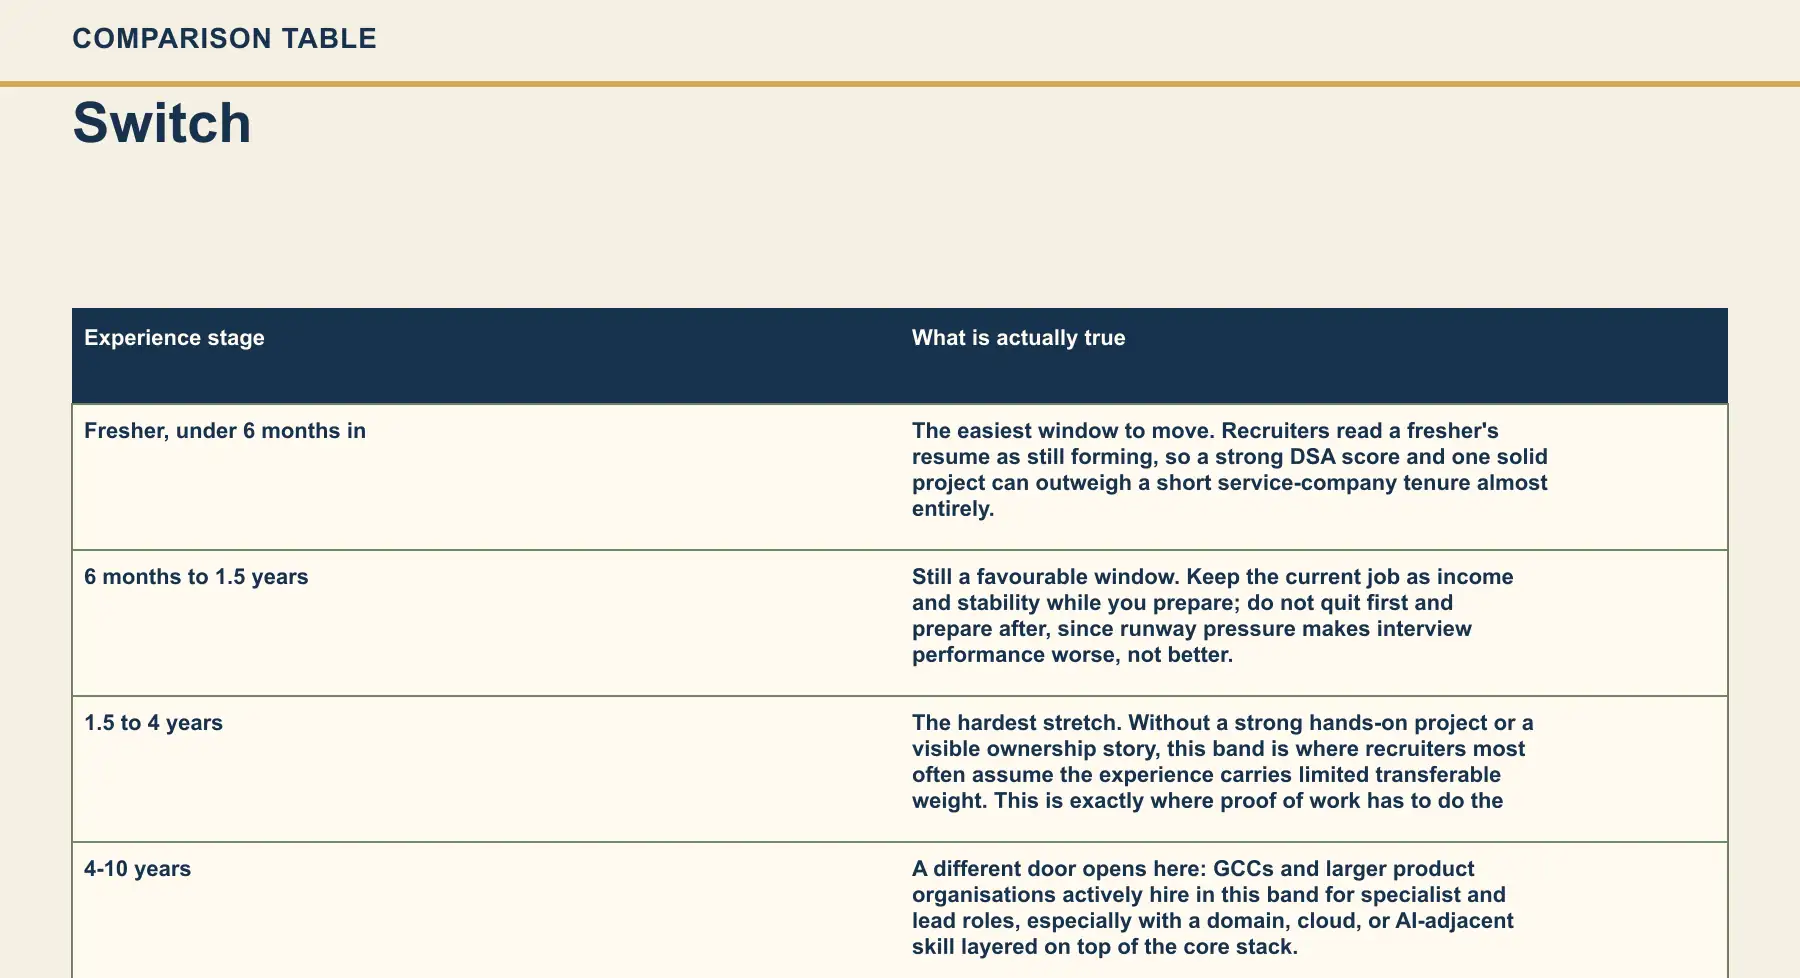 COMPARISON TABLE
Switch
Experience stage
What is actually true
Fresher, under 6 months in
The easiest window to move. Recruiters read a fresher's
resume as still forming, so a strong DSA score and one solid
project can outweigh a short service-company tenure almost
entirely.
6 months to 1.5 years
Still a favourable window. Keep the current job as income
and stability while you prepare; do not quit first and
prepare after, since runway pressure makes interview
performance worse, not better.
1.5 to 4 years
The hardest stretch. Without a strong hands-on project or a
visible ownership story, this band is where recruiters most
often assume the experience carries limited transferable
weight. This is exactly where proof of work has to do the
4-10 years
A different door opens here: GCCs and larger product
organisations actively hire in this band for specialist and
lead roles, especially with a domain, cloud, or AI-adjacent
skill layered on top of the core stack.